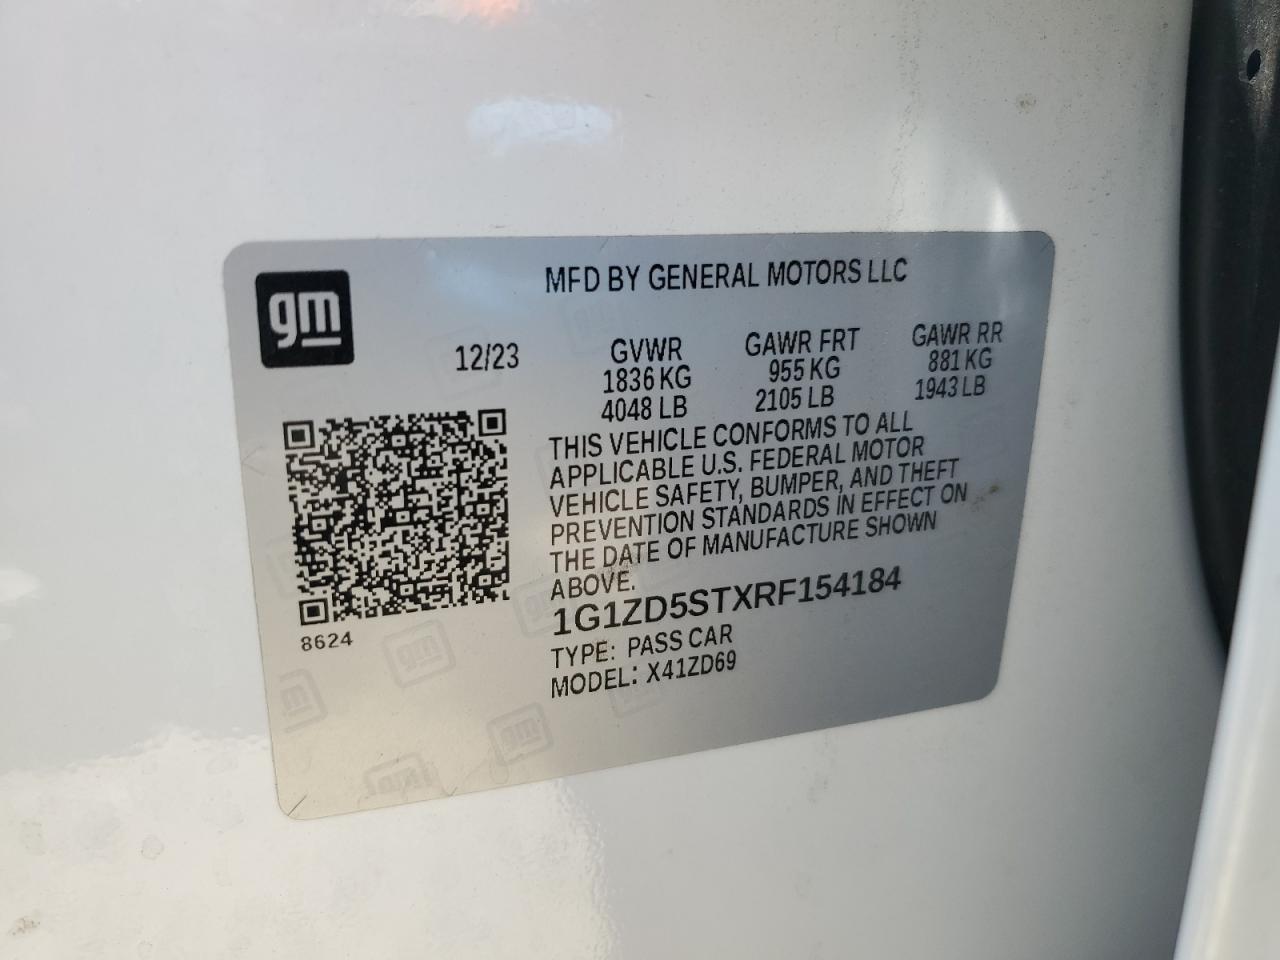 gm
MFD BY GENERAL MOTORS LLC
12/23
GVWR GAWR FRT GAWR RR
1836 KG 955 KG 881 KG
4048 LB 2105 LB 1943 LB
THIS VEHICLE CONFORMS TO ALL
APPLICABLE U.S. FEDERAL MOTOR
VEHICLE SAFETY, BUMPER, AND THEFT
PREVENTION STANDARDS IN EFFECT ON
THE DATE OF MANUFACTURE SHOWN
ABOVE.
1G1ZD5STXRF154184
TYPE: PASS CAR
MODEL: X41ZD69
8624